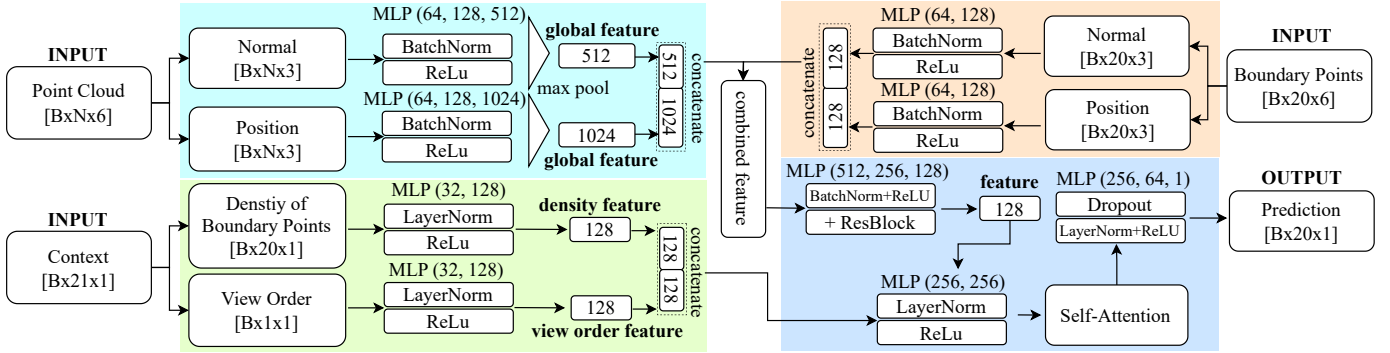 INPUT
Point Cloud
[BxNx6]
Normal
[BxNx3]
Position
[BxNx3]
MLP (64, 128, 512)
BatchNorm
ReLu
MLP (64, 128, 1024)
BatchNorm
ReLu
max pool
global feature
512
1024
global feature
512
1024
concatenate
combined feature
concatenate
128
128
MLP (64, 128)
BatchNorm
ReLu
MLP (64, 128)
BatchNorm
ReLu
Normal
[Bx20x3]
Position
[Bx20x3]
INPUT
Boundary Points
[Bx20x6]
INPUT
Context
[Bx21x1]
Denstiy of
Boundary Points
[Bx20x1]
View Order
[Bx1x1]
MLP (32, 128)
LayerNorm
ReLu
MLP (32, 128)
LayerNorm
ReLu
density feature
128
128
view order feature
128
128
concatenate
MLP (512, 256, 128)
BatchNorm+ReLU
+ ResBlock
feature
128
MLP (256, 256)
LayerNorm
ReLu
Self-Attention
MLP (256, 64, 1)
Dropout
LayerNorm+ReLU
OUTPUT
Prediction
[Bx20x1]